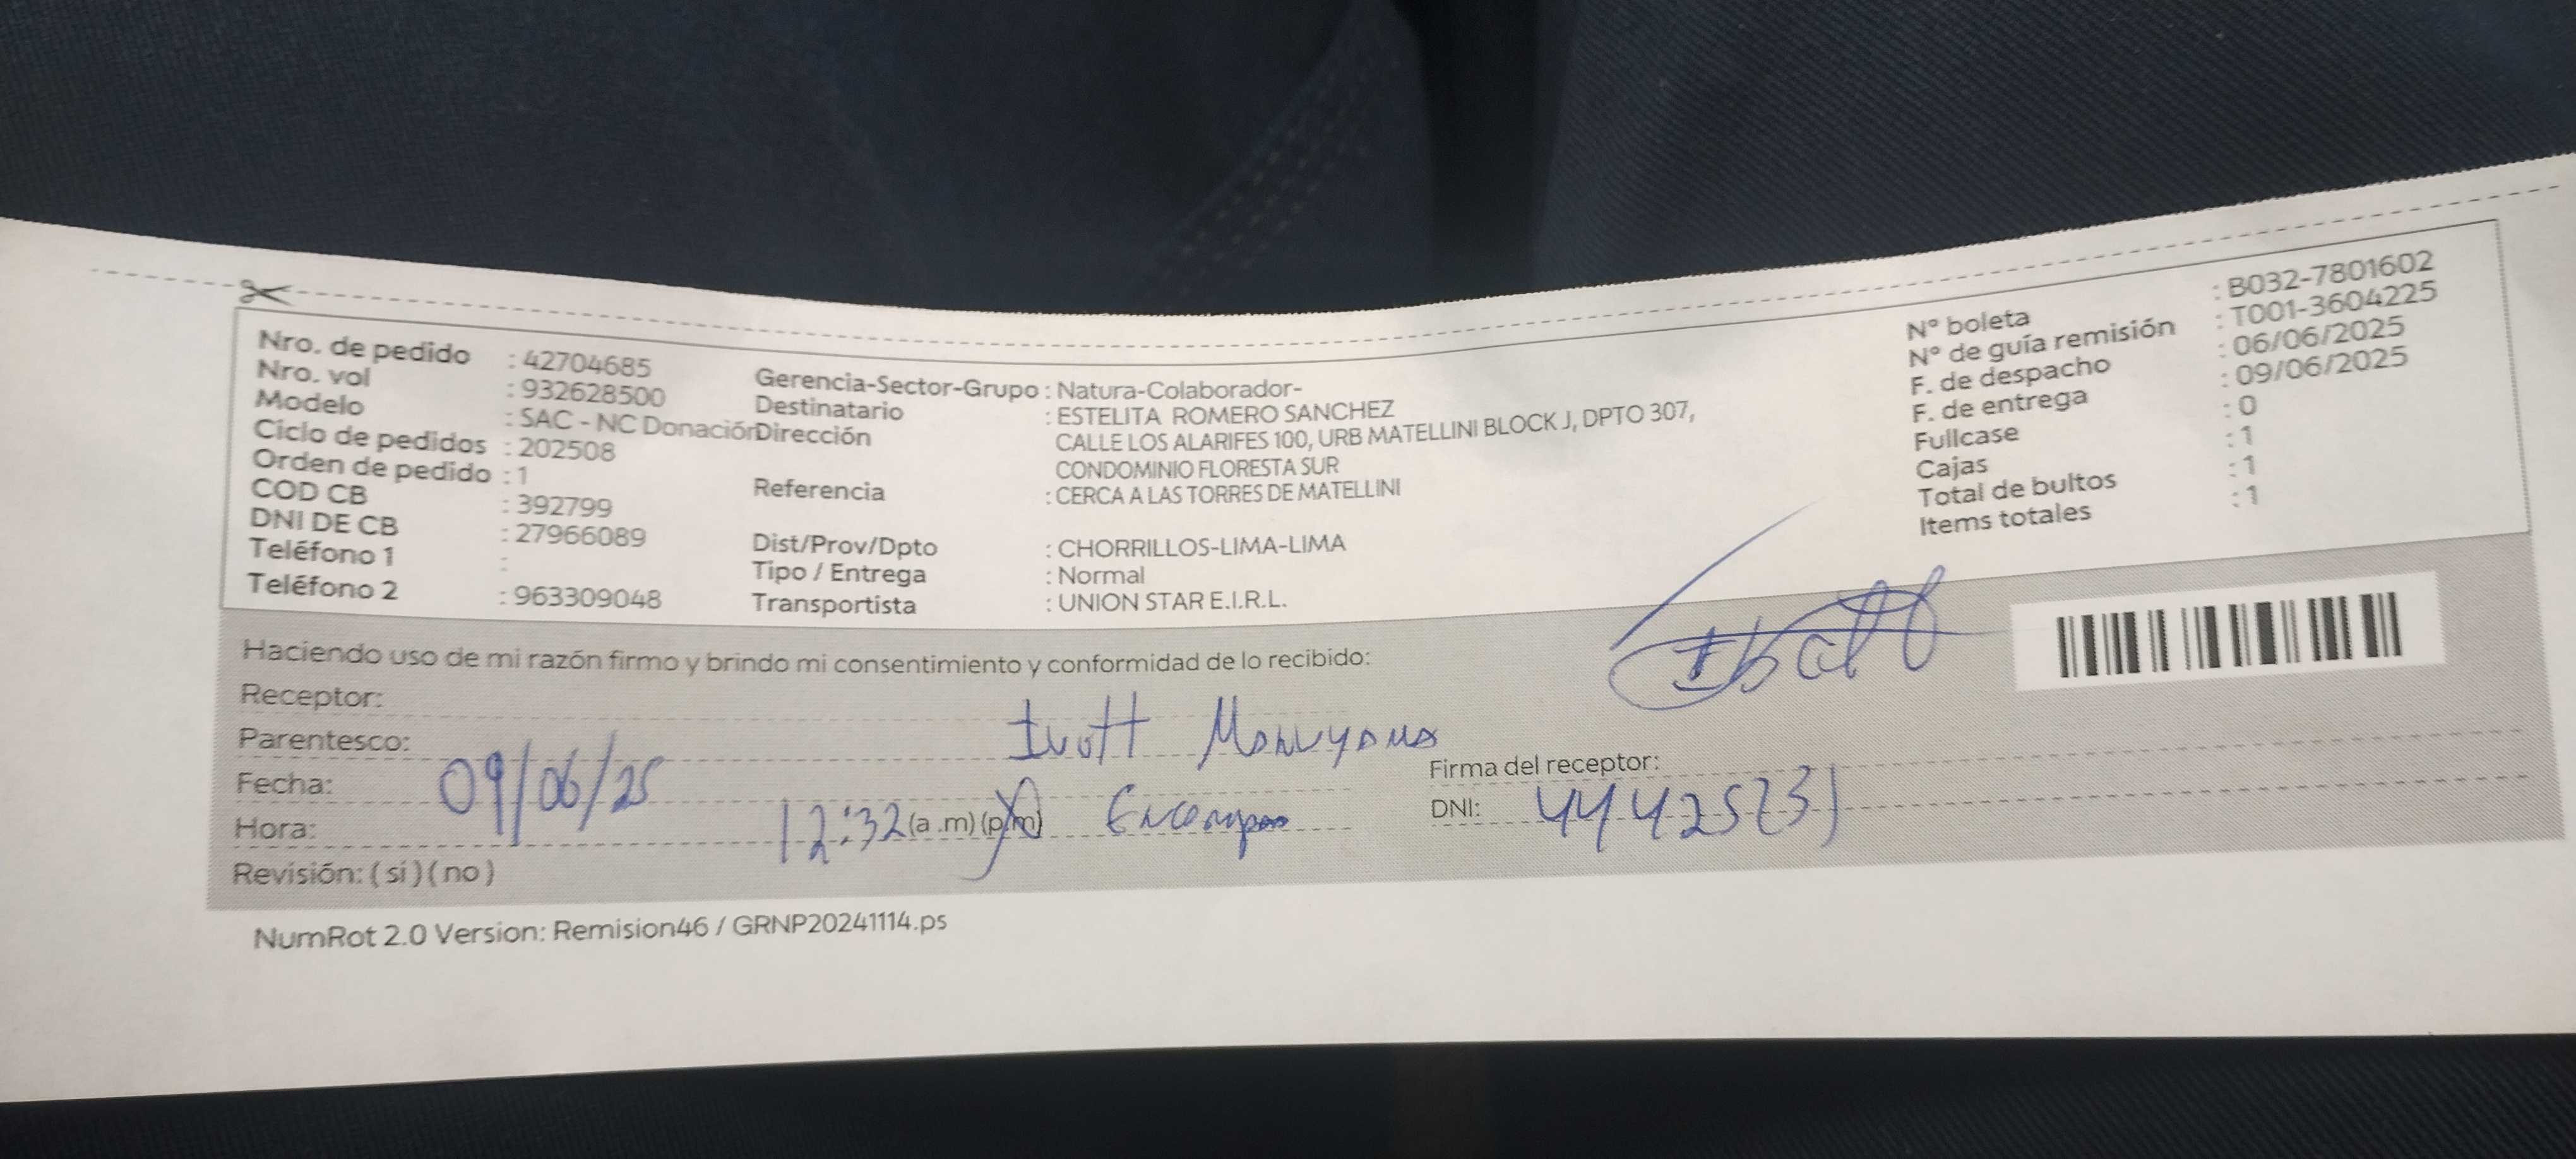 Nro. de pedido : 42704685
Nro. vol : 932628500
Modelo : SAC - NC Donación
Ciclo de pedidos : 202508
Orden de pedido : 1
COD CB : 392799
DNI DE CB : 27966089
Teléfono 1 :
Teléfono 2 : 963309048
Gerencia-Sector-Grupo : Natura-Colaborador-
Destinatario : ESTELITA ROMERO SANCHEZ
Dirección : CALLE LOS ALARIFES 100, URB MATELLINI BLOCK J, DPTO 307,
CONDOMINIO FLORESTA SUR
Referencia : CERCA A LAS TORRES DE MATELLINI
Dist/Prov/Dpto : CHORRILLOS-LIMA-LIMA
Tipo / Entrega : Normal
Transportista : UNION STAR E.I.R.L.
N° boleta : B032-7801602
N° de guía remisión : T001-3604225
F. de despacho : 06/06/2025
F. de entrega : 09/06/2025
Fullcase : 0
Cajas : 1
Total de bultos : 1
Items totales : 1
Haciendo uso de mi razón firmo y brindo mi consentimiento y conformidad de lo recibido:
Receptor:
Parentesco:
Fecha: 09/06/25
Hora: 12:32 (a.m) (p.m)
Revisión: ( si ) ( no )
Firma del receptor:
DNI:
NumRot 2.0 Version: Remision46 / GRNP20241114.ps